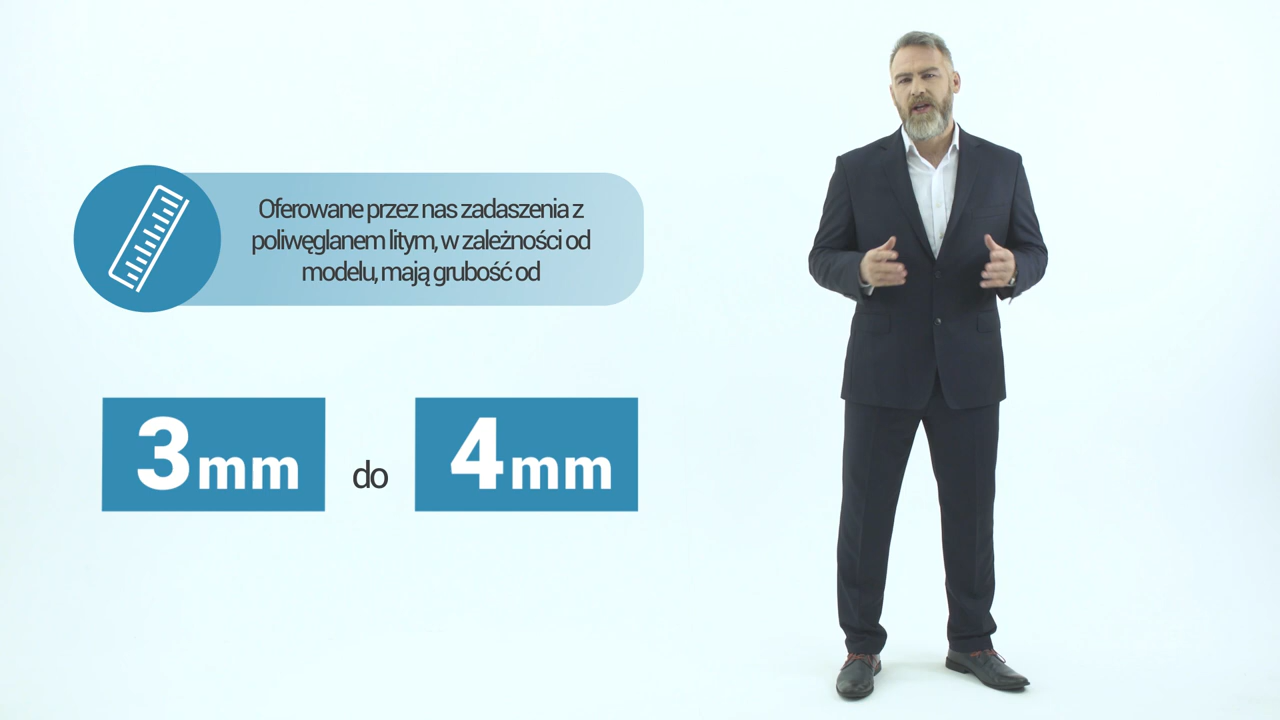 Oferowane przez nas zadaszenia z
poliwęglanem litym, w zależności od
modelu, mają grubość od
3mm do 4mm